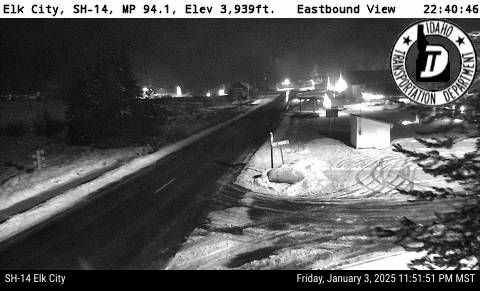 Elk City, SH-14, MP 94.1, Elev 3,939ft.   Eastbound View   22:40:46
IDAHO
TRANSPORTATION DEPARTMENT
SH-14 Elk City
Friday, January 3, 2025 11:51:51 PM MST